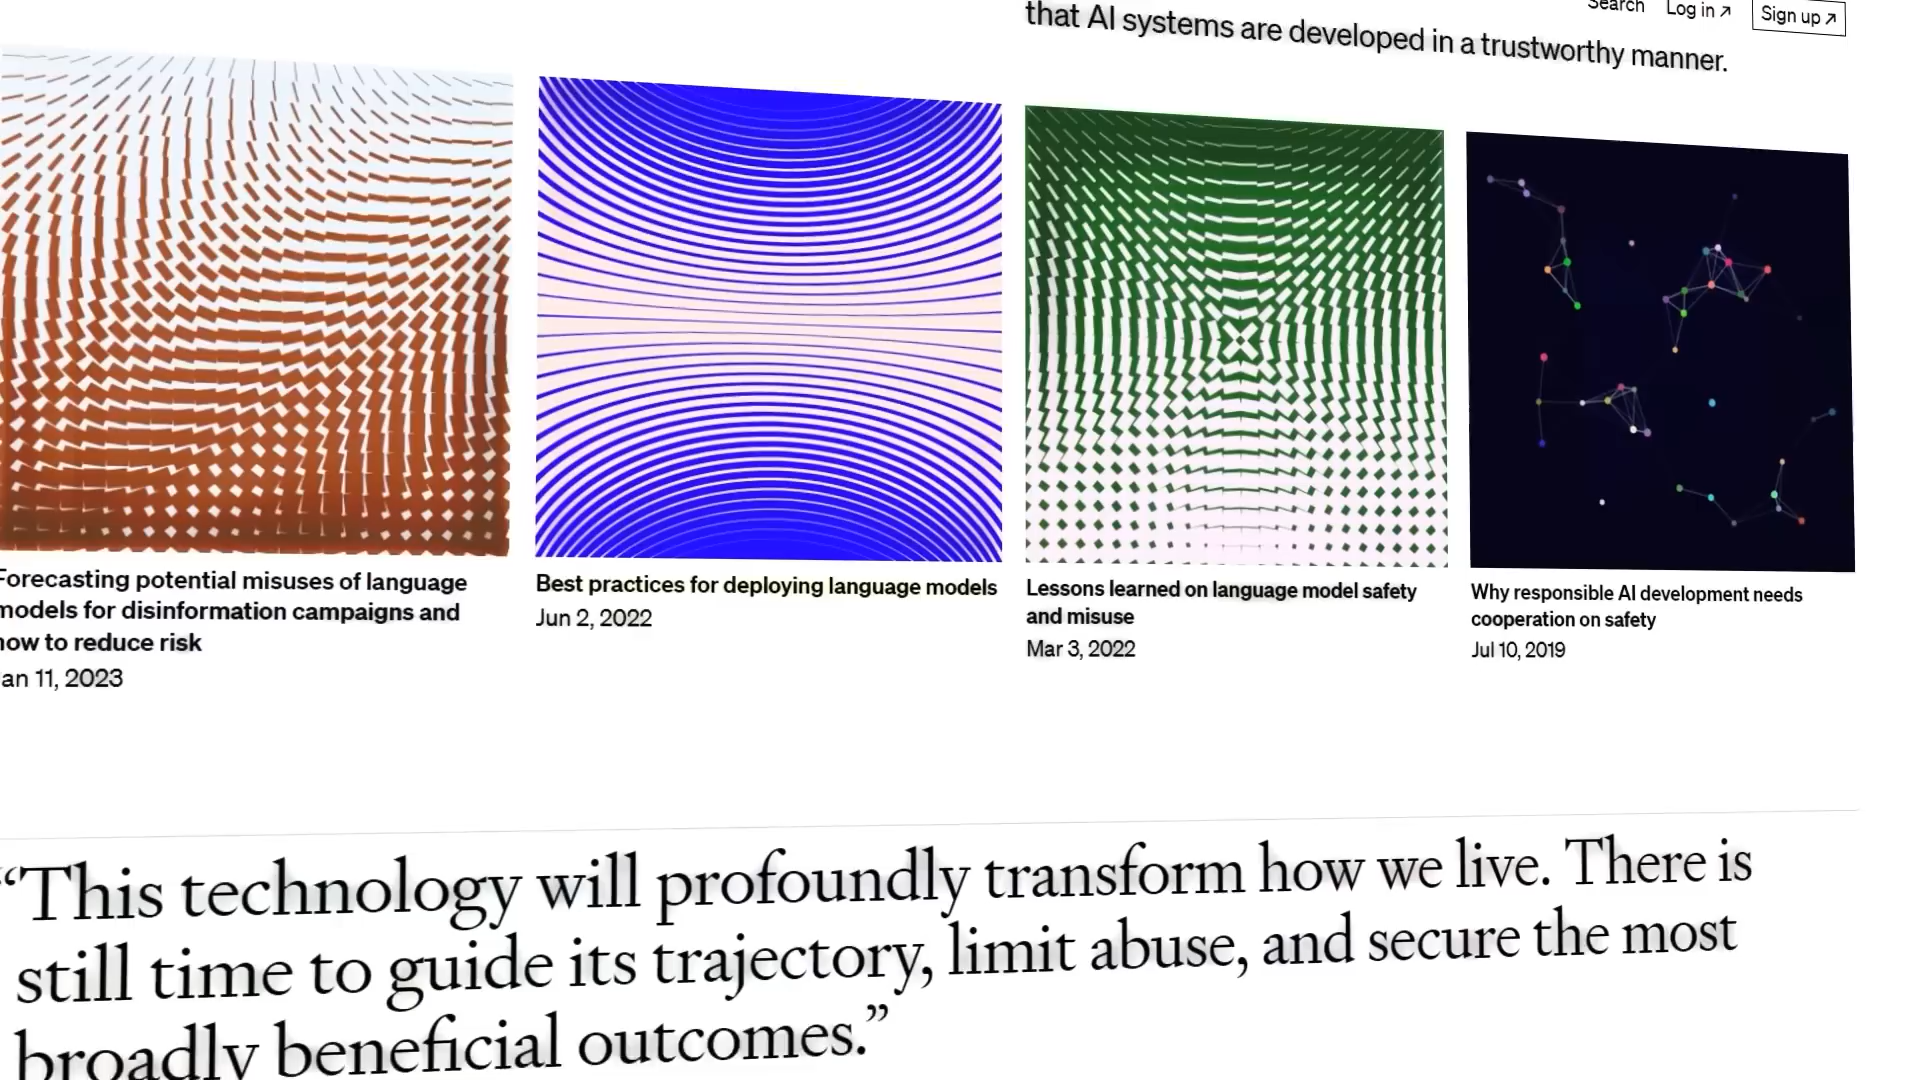 Search Log in ↗ Sign up ↗
that AI systems are developed in a trustworthy manner.
Forecasting potential misuses of language
models for disinformation campaigns and
how to reduce risk
Jan 11, 2023
Best practices for deploying language models
Jun 2, 2022
Lessons learned on language model safety
and misuse
Mar 3, 2022
Why responsible AI development needs
cooperation on safety
Jul 10, 2019
“This technology will profoundly transform how we live. There is
still time to guide its trajectory, limit abuse, and secure the most
broadly beneficial outcomes.”